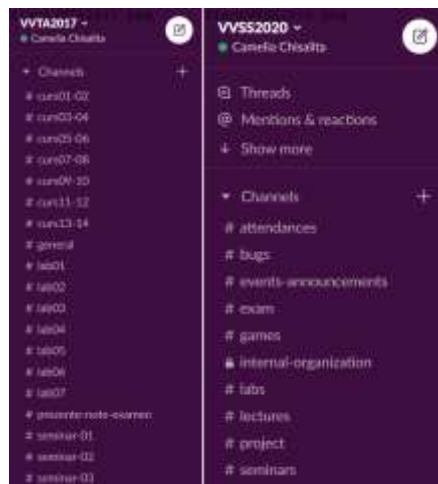 VVTA2017
Camelia Chisalita
Channels +
# curs01-02
# curs03-04
# curs05-06
# curs07-08
# curs09-10
# curs11-12
# curs13-14
# general
# lab01
# lab02
# lab03
# lab04
# lab05
# lab06
# lab07
# prezente-note-examen
# seminar-01
# seminar-02
# seminar-03
VVSS2020
Camelia Chisalita
Threads
@ Mentions & reactions
↓ Show more
Channels +
# attendances
# bugs
# events-announcements
# exam
# games
internal-organization
# labs
# lectures
# project
# seminars